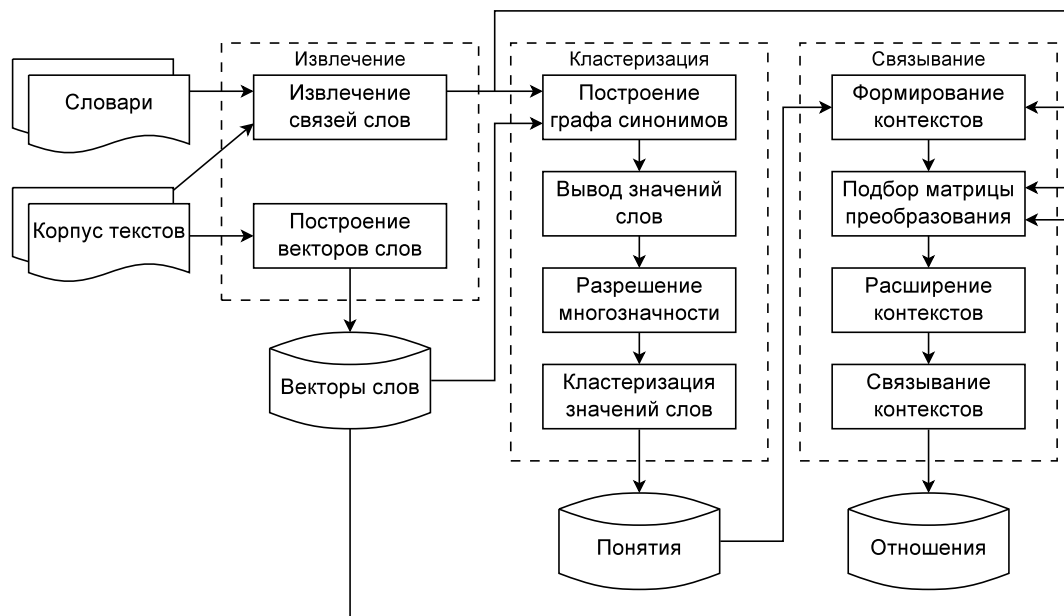 Извлечение
Словари
Извлечение
связей слов
Корпус текстов
Построение
векторов слов
Векторы слов
Кластеризация
Построение
графа синонимов
Вывод значений
слов
Разрешение
многозначности
Кластеризация
значений слов
Понятия
Связывание
Формирование
контекстов
Подбор матрицы
преобразования
Расширение
контекстов
Связывание
контекстов
Отношения